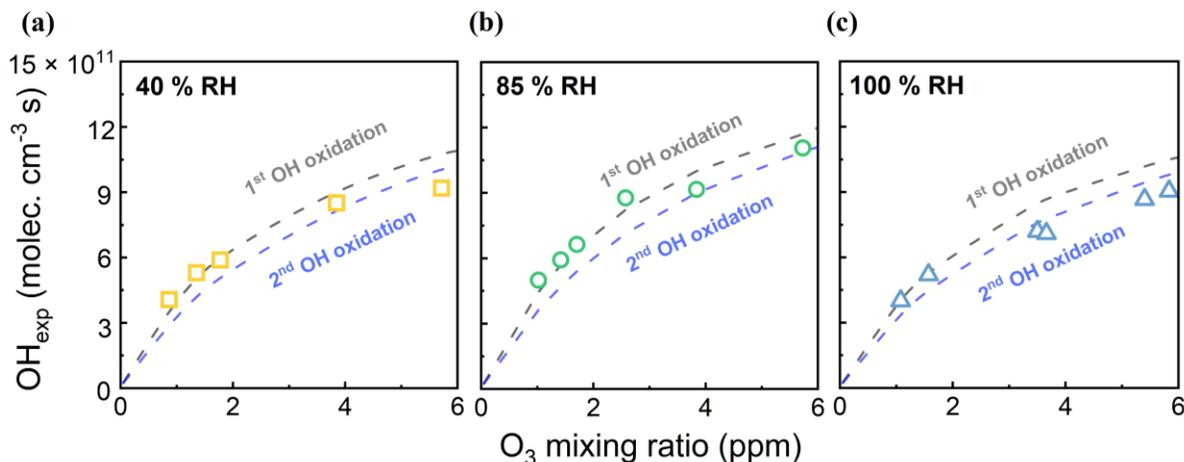 (a)
(b)
(c)
15 × 10¹¹
12
9
6
3
0
OH_exp (molec. cm⁻³ s)
40 % RH
1ˢᵗ OH oxidation
2ⁿᵈ OH oxidation
0 2 4 6
85 % RH
1ˢᵗ OH oxidation
2ⁿᵈ OH oxidation
0 2 4 6
100 % RH
1ˢᵗ OH oxidation
2ⁿᵈ OH oxidation
0 2 4 6
O₃ mixing ratio (ppm)